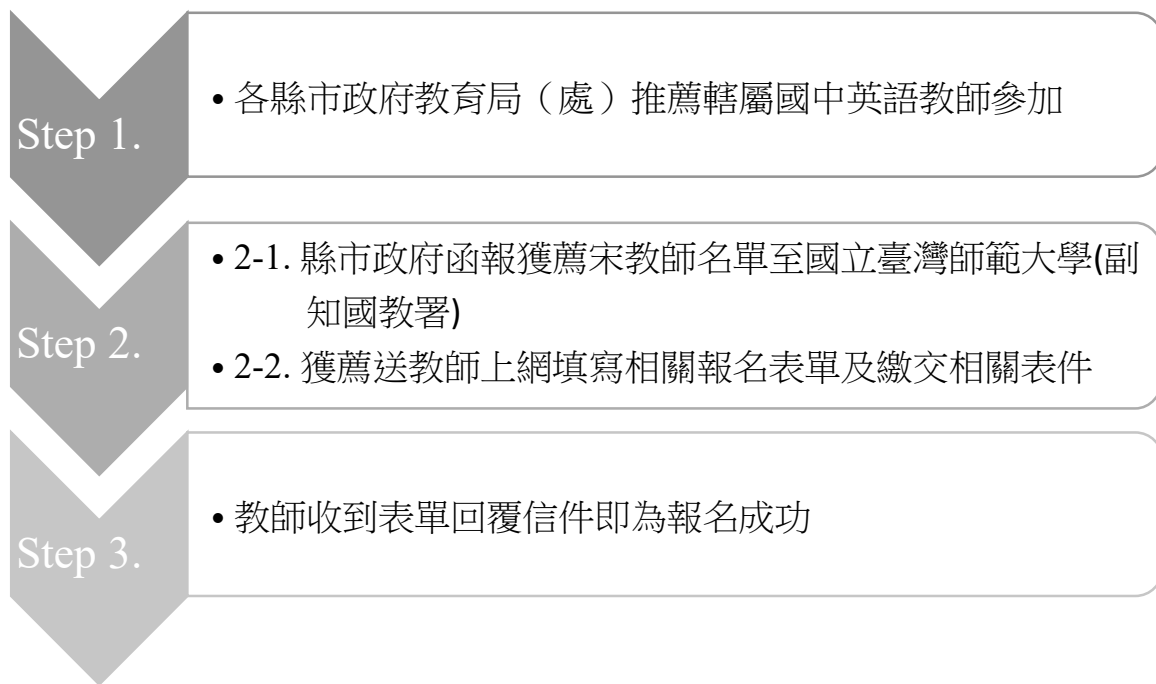 Step 1.
• 各縣市政府教育局（處）推薦轄屬國中英語教師參加
Step 2.
• 2-1. 縣市政府函報獲薦宋教師名單至國立臺灣師範大學(副
知國教署)
• 2-2. 獲薦送教師上網填寫相關報名表單及繳交相關表件
Step 3.
• 教師收到表單回覆信件即為報名成功